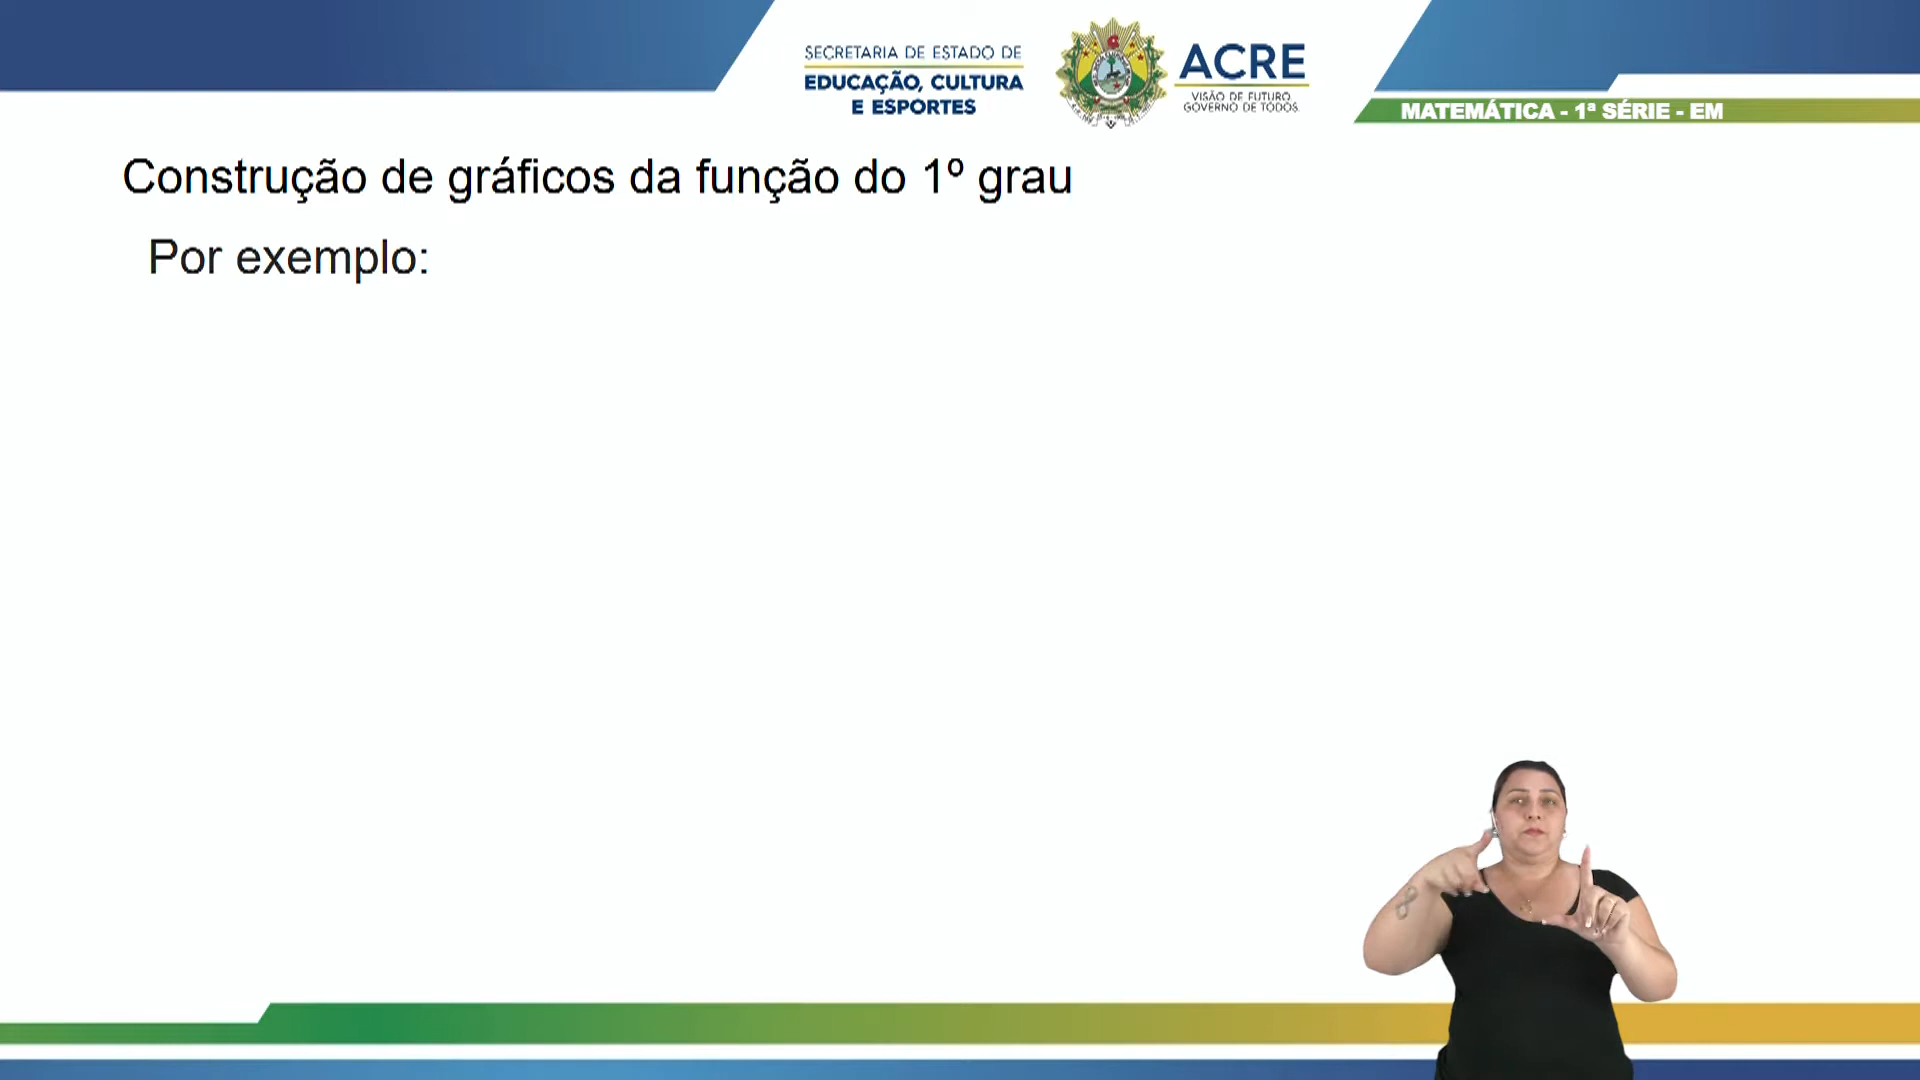 SECRETARIA DE ESTADO DE
EDUCAÇÃO, CULTURA
E ESPORTES
ACRE
VISÃO DE FUTURO.
GOVERNO DE TODOS.
MATEMÁTICA - 1ª SÉRIE - EM
Construção de gráficos da função do 1º grau
Por exemplo: